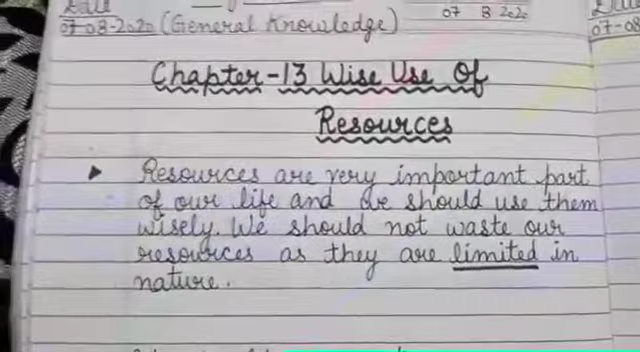 07-08-2020 (General Knowledge)
07 8 2020
07-08
Chapter-13 Wise Use Of
Resources
Resources are very important part
of our life and we should use them
wisely. We should not waste our
resources as they are limited in
nature.